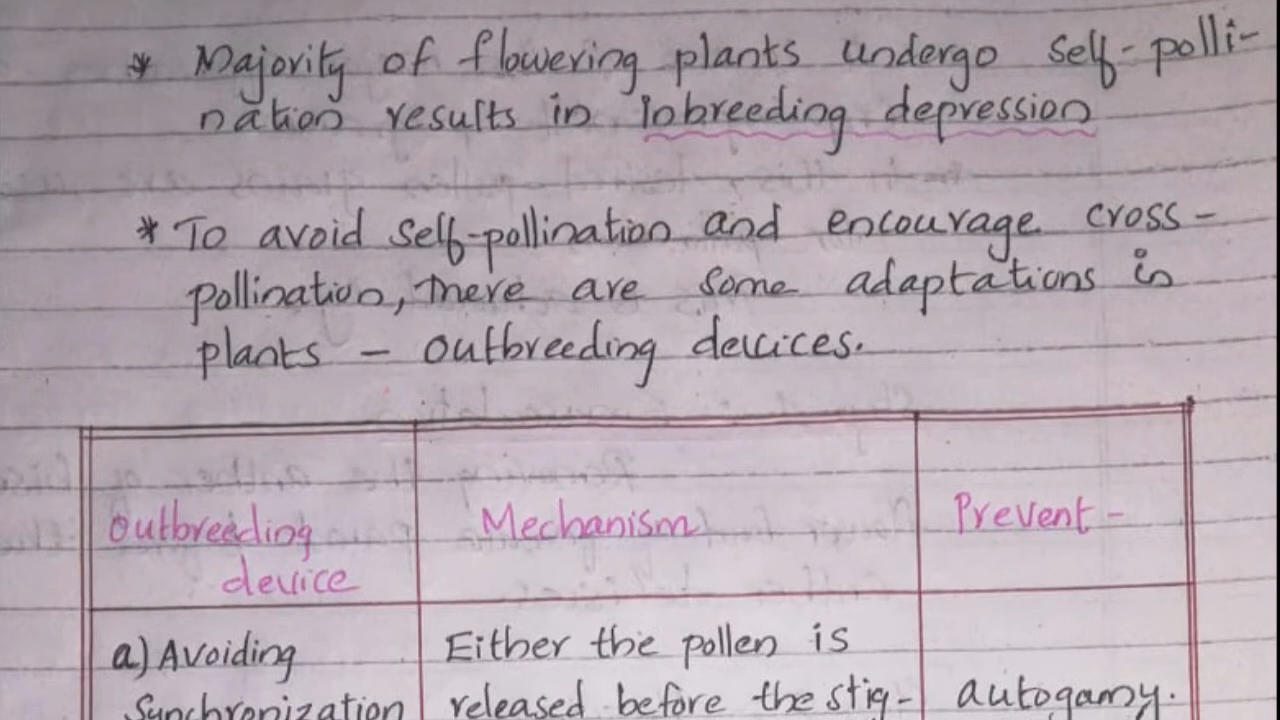 * Majority of flowering plants undergo self-polli-
nation results in inbreeding depression
* To avoid self-pollination and encourage cross-
pollination, there are some adaptations in
plants - outbreeding devices.
Outbreeding
device
Mechanism
Prevent -
a) Avoiding
Synchronization
Either the pollen is
released before the stig-
autogamy.